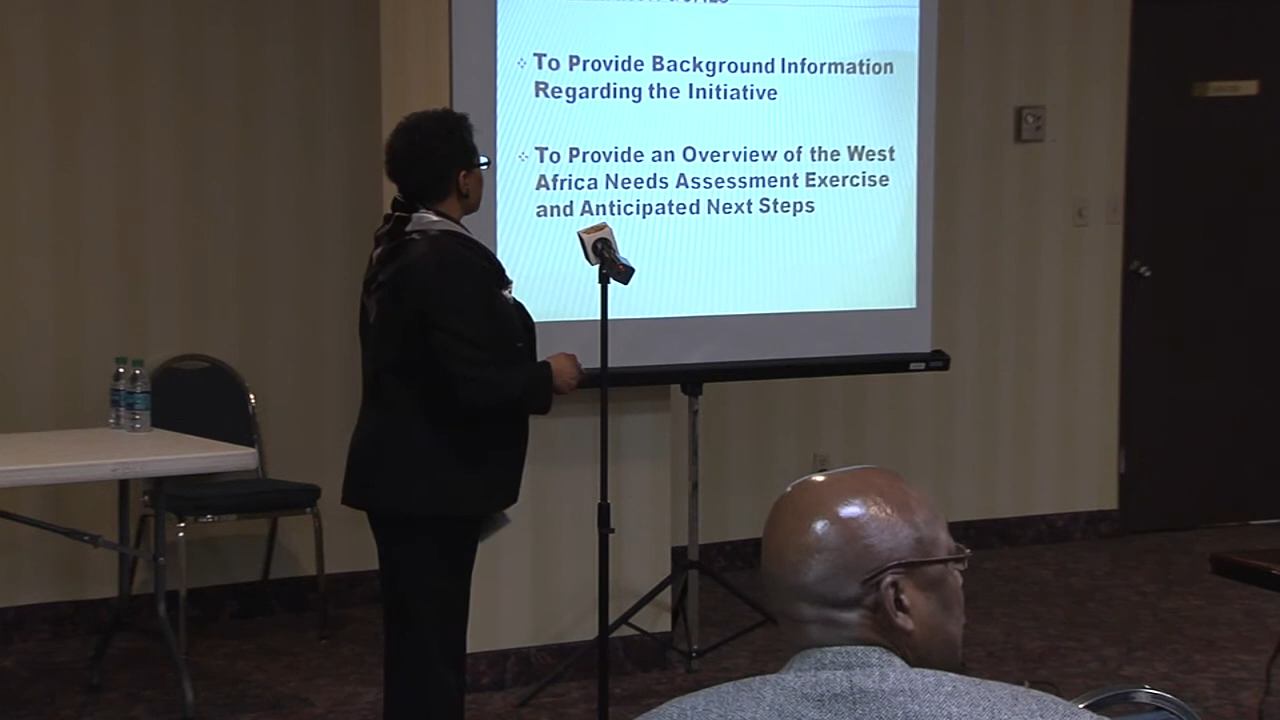 To Provide Background Information
Regarding the Initiative
To Provide an Overview of the West
Africa Needs Assessment Exercise
and Anticipated Next Steps